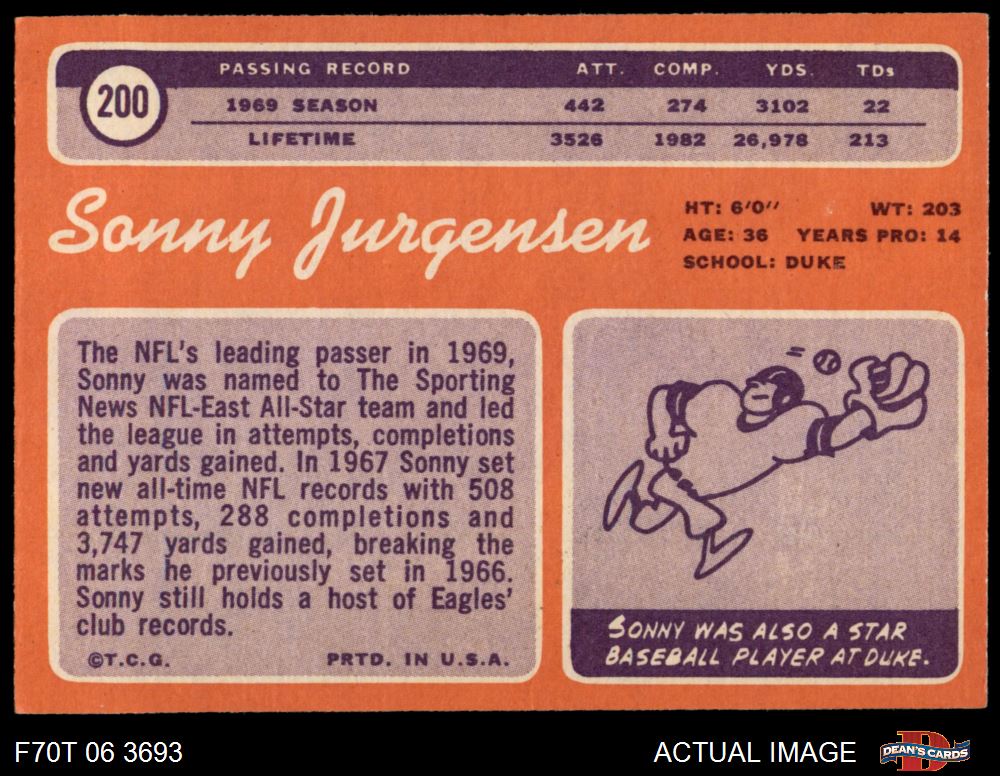 200
PASSING RECORD ATT. COMP. YDS. TDs
1969 SEASON 442 274 3102 22
LIFETIME 3526 1982 26,978 213
Sonny Jurgensen
HT: 6'0'' WT: 203
AGE: 36 YEARS PRO: 14
SCHOOL: DUKE
The NFL's leading passer in 1969,
Sonny was named to The Sporting
News NFL-East All-Star team and led
the league in attempts, completions
and yards gained. In 1967 Sonny set
new all-time NFL records with 508
attempts, 288 completions and
3,747 yards gained, breaking the
marks he previously set in 1966.
Sonny still holds a host of Eagles'
club records.
©T.C.G. PRTD. IN U.S.A.
SONNY WAS ALSO A STAR
BASEBALL PLAYER AT DUKE.
F70T 06 3693
ACTUAL IMAGE
D
DEAN'S CARDS